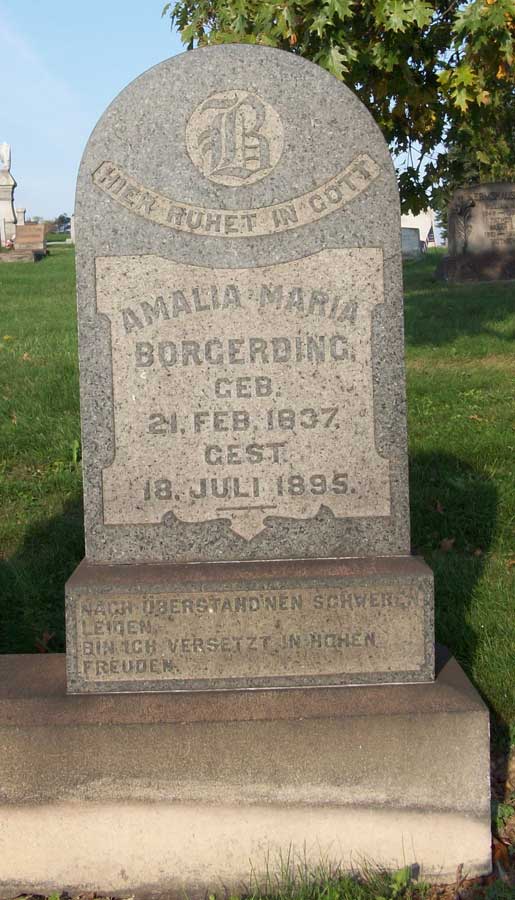 B
HIER RUHET IN GOTT
AMALIA MARIA
BORGERDING,
GEB.
21, FEB, 1837,
GEST.
18, JULI 1895.
NACH ÜBERSTAND'NEN SCHWEREN
LEIDEN,
BIN ICH VERSETZT IN HOHEN
FREUDEN.